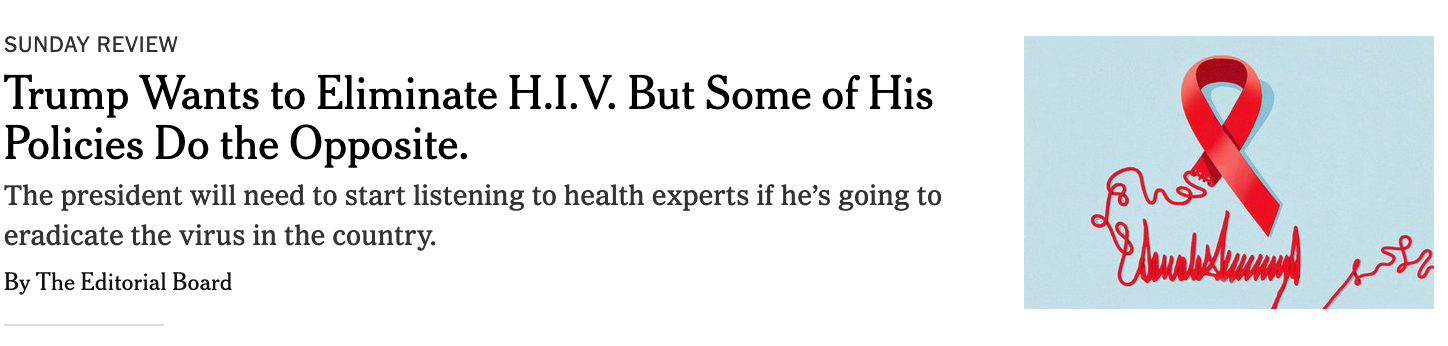 SUNDAY REVIEW
Trump Wants to Eliminate H.I.V. But Some of His
Policies Do the Opposite.
The president will need to start listening to health experts if he’s going to
eradicate the virus in the country.
By The Editorial Board